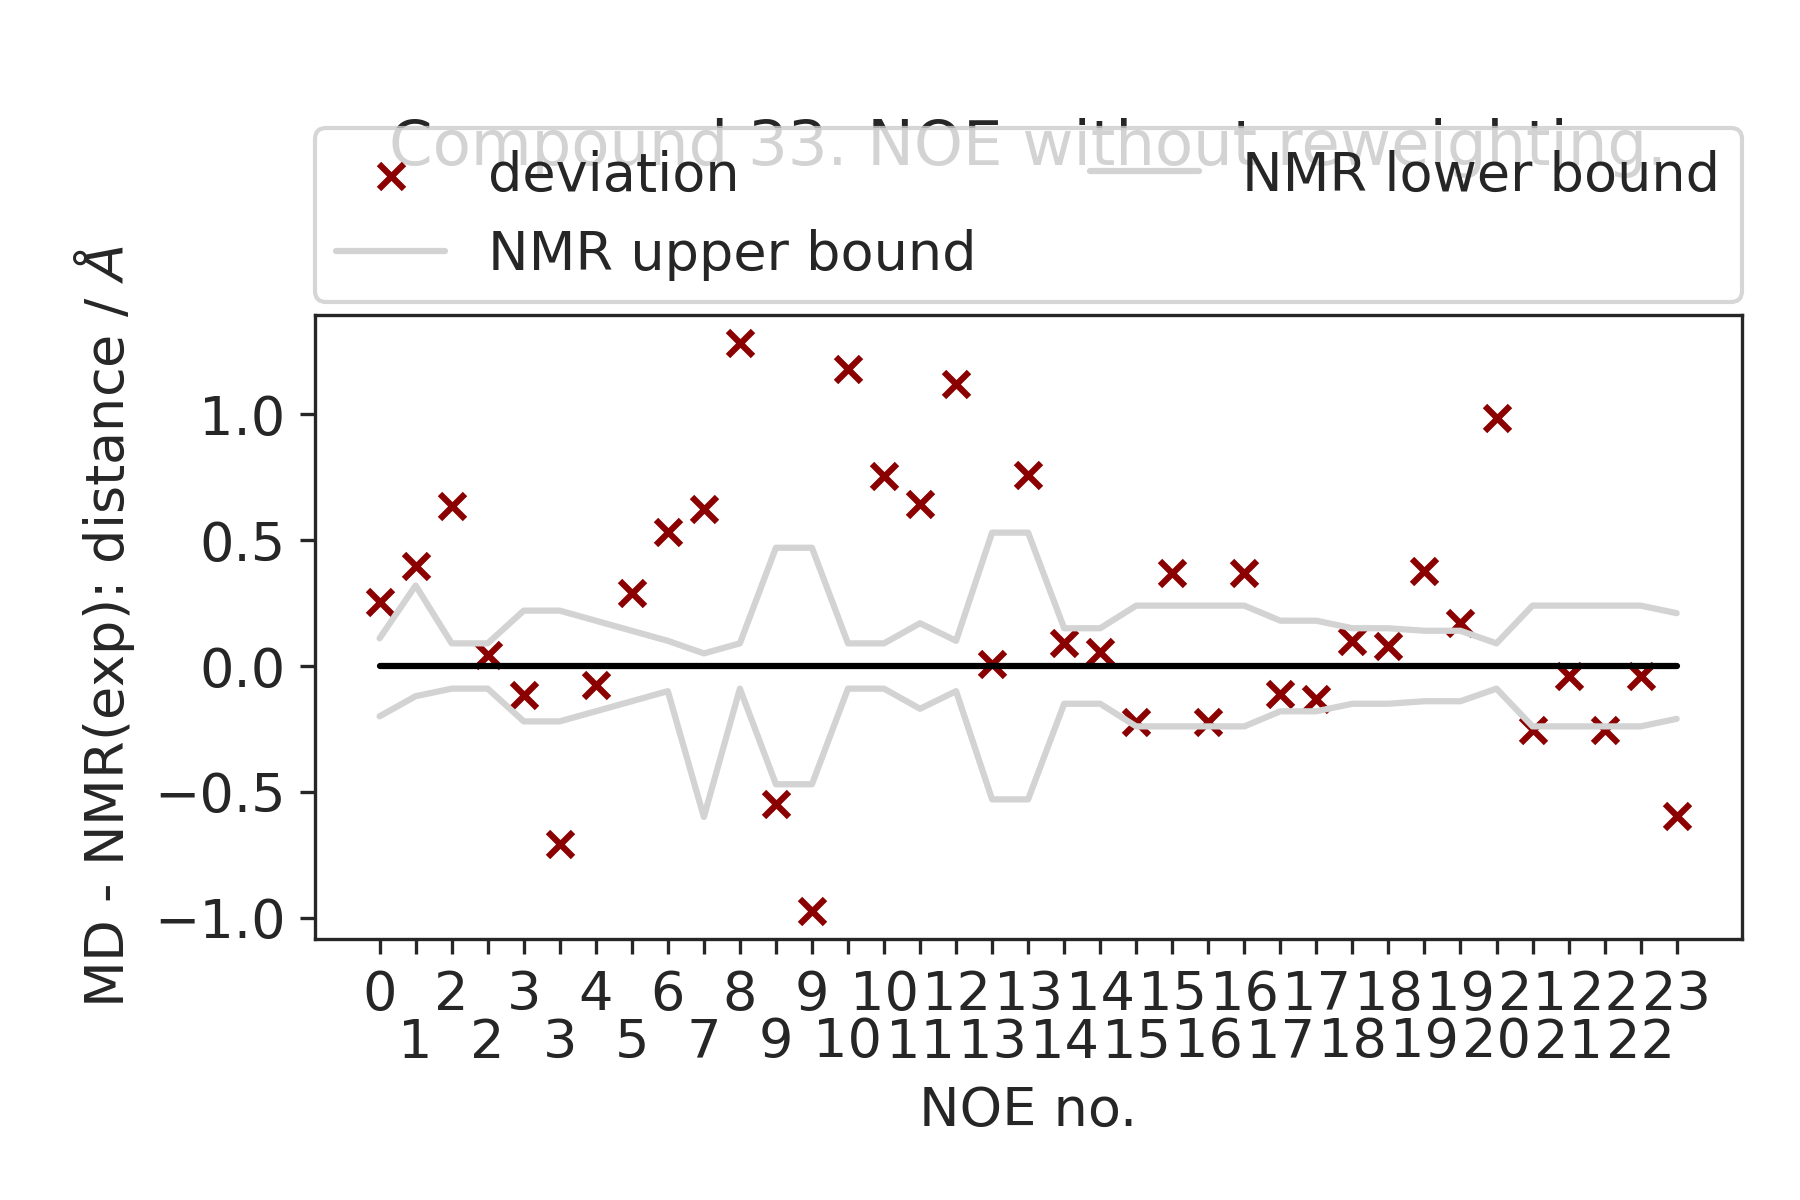 Compound 33. NOE without reweighting.
deviation
NMR lower bound
NMR upper bound
MD - NMR(exp): distance / Å
1.0
0.5
0.0
−0.5
−1.0
0 2 3 4 6 8 9 10 12 13 14 15 16 17 18 19 21 22 23
1 2 3 5 7 9 10 11 13 14 15 16 17 18 19 20 21 22
NOE no.